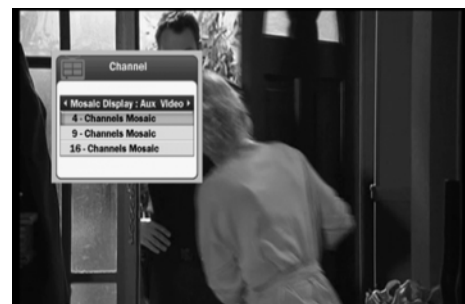 Channel
Mosaic Display : Aux Video
4 - Channels Mosaic
9 - Channels Mosaic
16 - Channels Mosaic